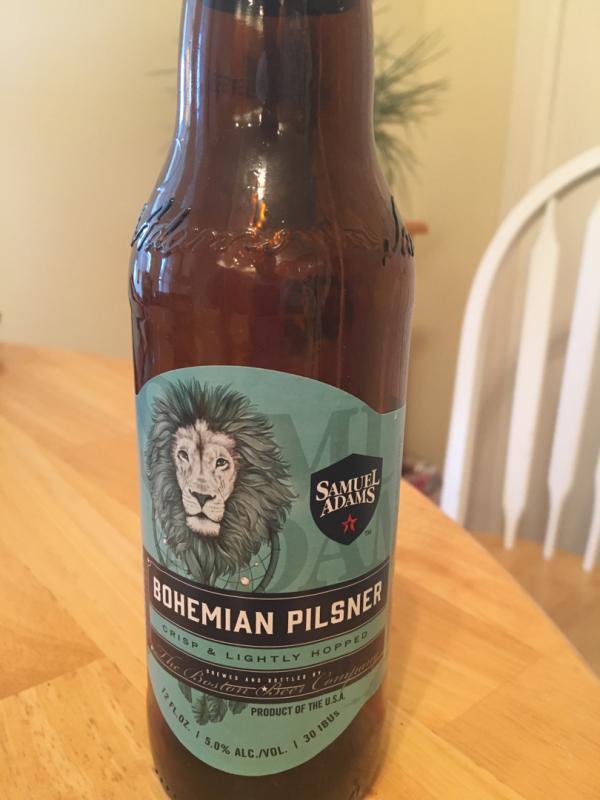 SAMUEL
ADAMS
TM
BOHEMIAN PILSNER
CRISP & LIGHTLY HOPPED
BREWED AND BOTTLED BY
The Boston Beer Company
PRODUCT OF THE U.S.A.
12 FL.OZ. | 5.0% ALC./VOL. | 30 IBUs